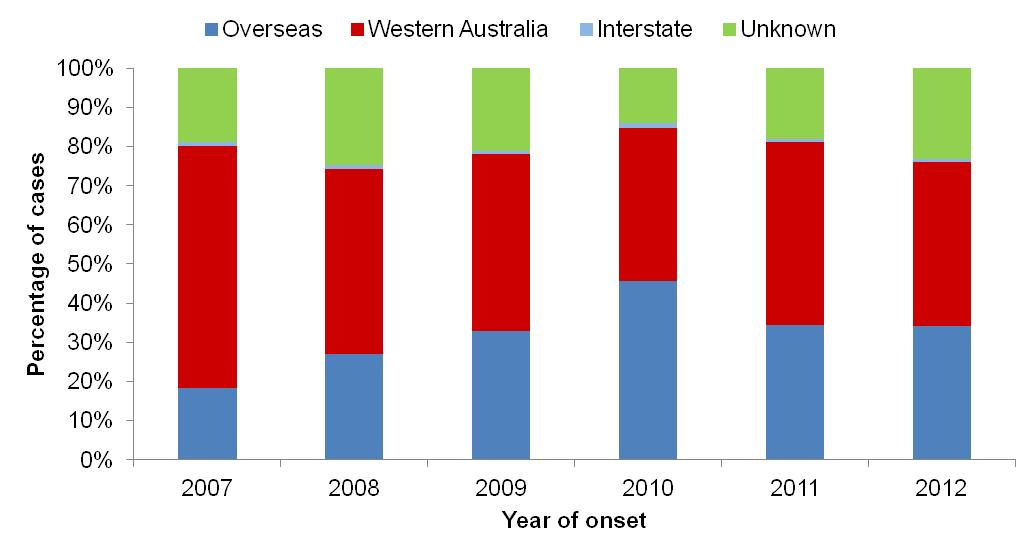 Overseas Western Australia Interstate Unknown
100%
90%
80%
70%
60%
50%
40%
30%
20%
10%
0%
Percentage of cases
2007 2008 2009 2010 2011 2012
Year of onset